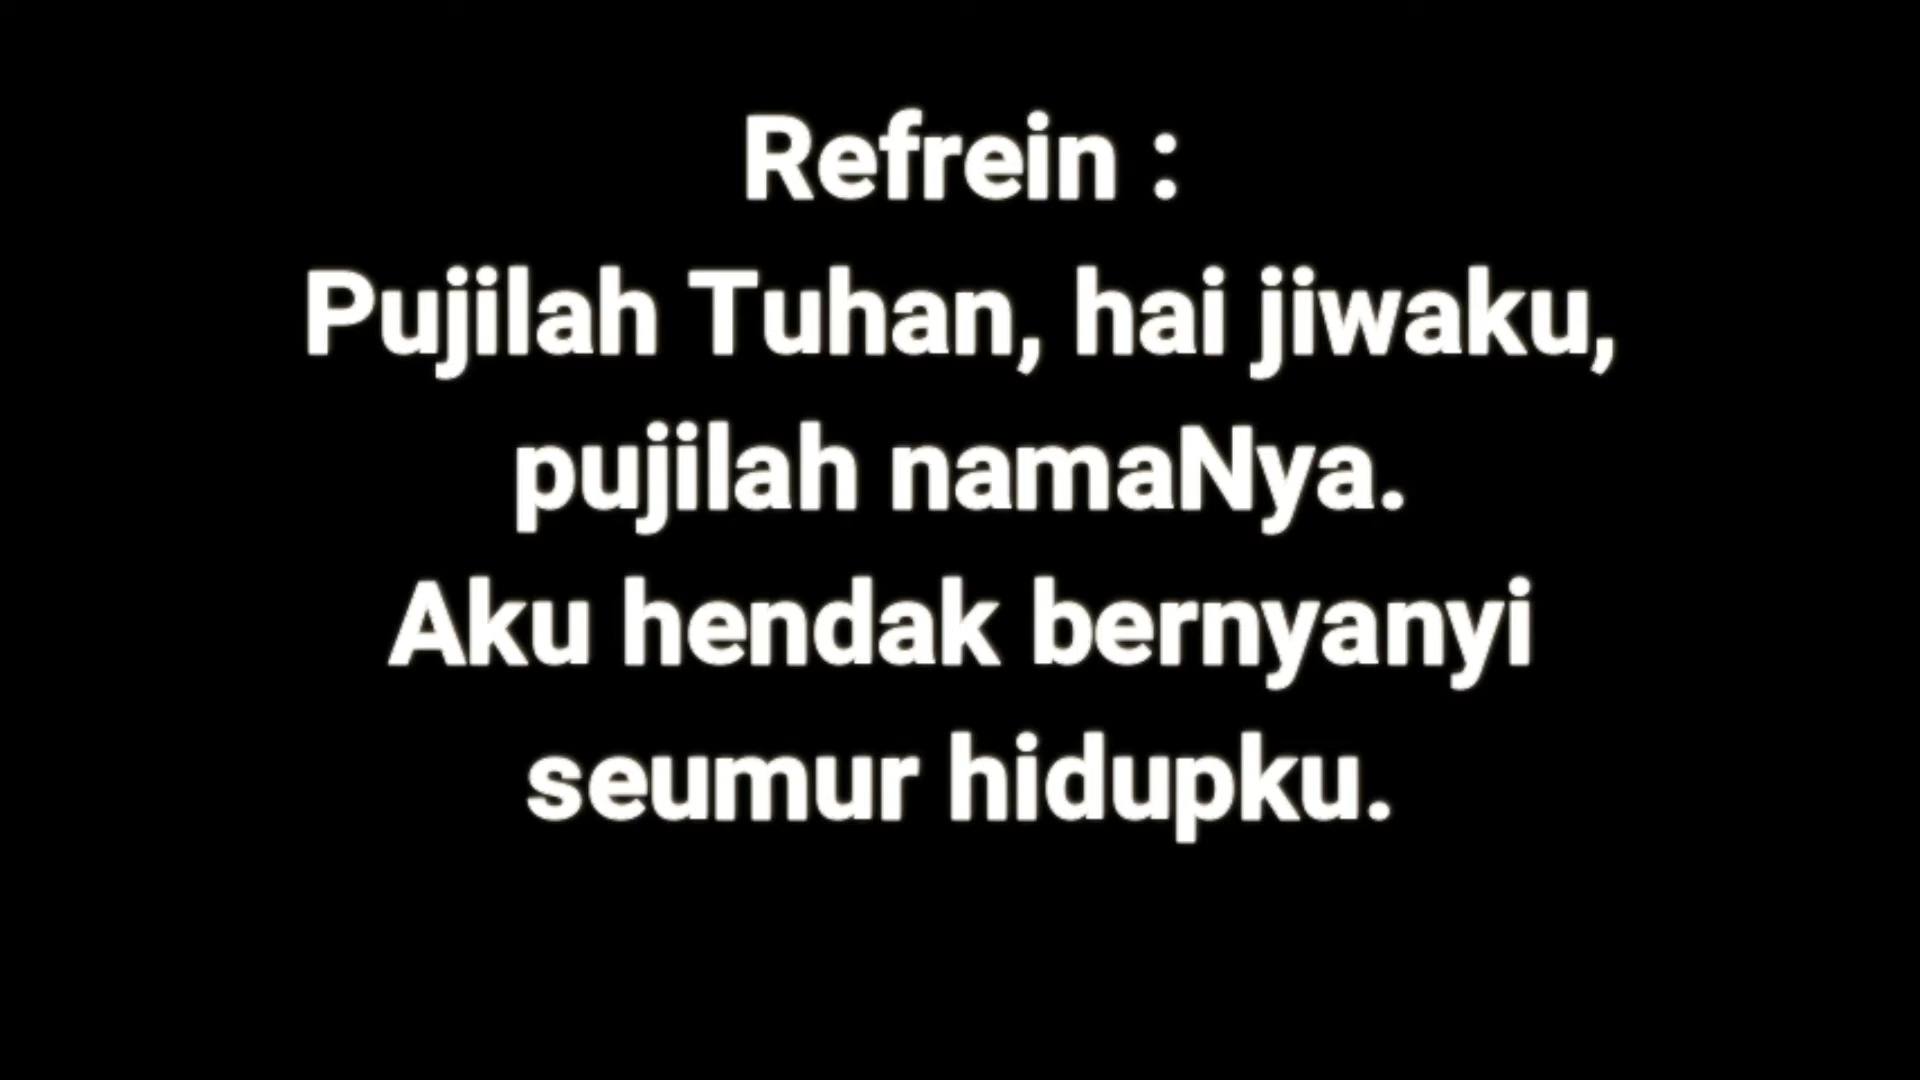 Refrein :
Pujilah Tuhan, hai jiwaku,
pujilah namaNya.
Aku hendak bernyanyi
seumur hidupku.